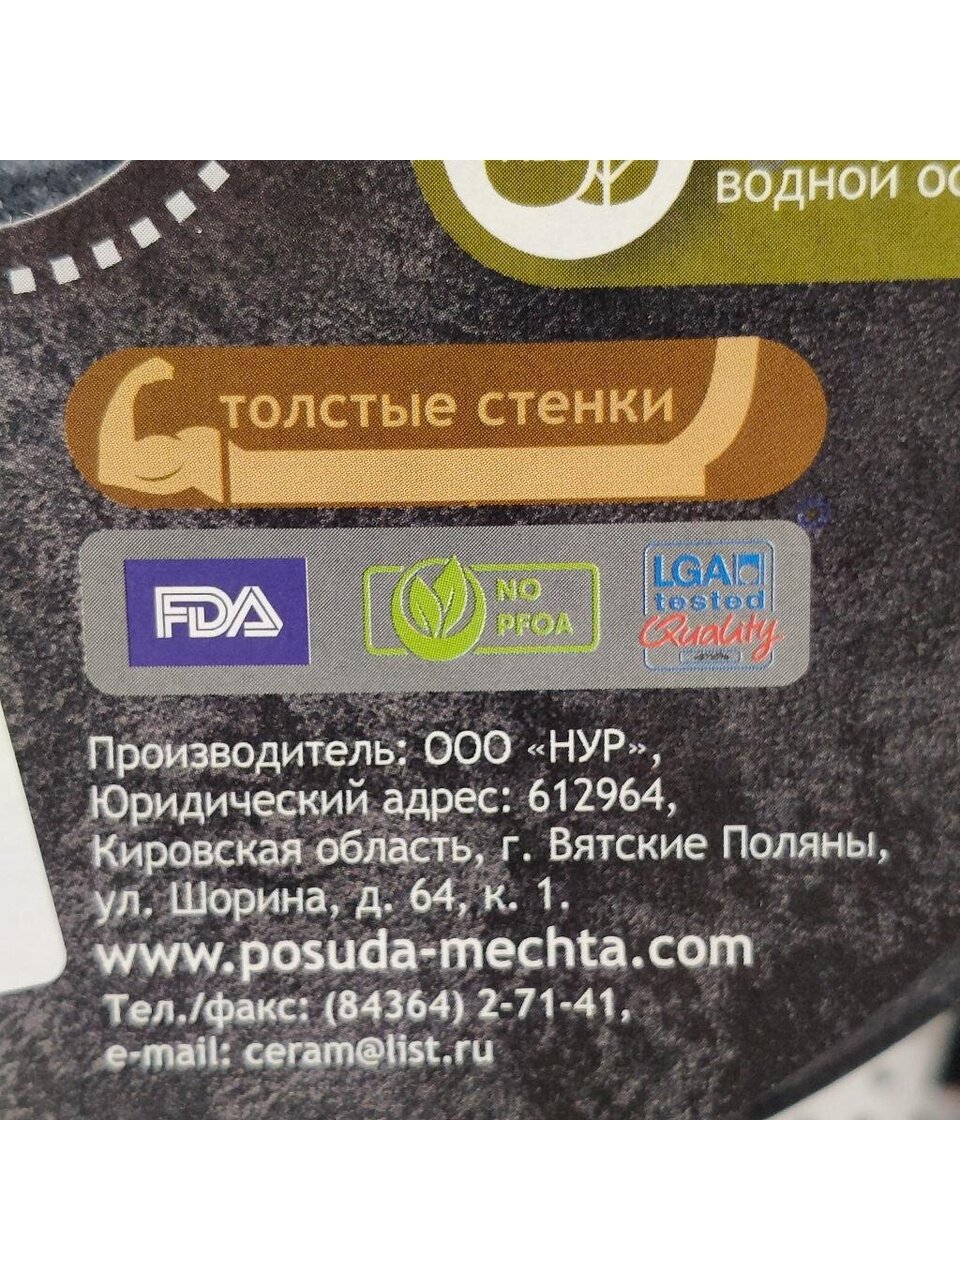 водной
толстые стенки
FDA
NO
PFOA
LGA
tested
Quality
Производитель: ООО «НУР»,
Юридический адрес: 612964,
Кировская область, г. Вятские Поляны,
ул. Шорина, д. 64, к. 1.
www.posuda-mechta.com
Тел./факс: (84364) 2-71-41,
e-mail: ceram@list.ru